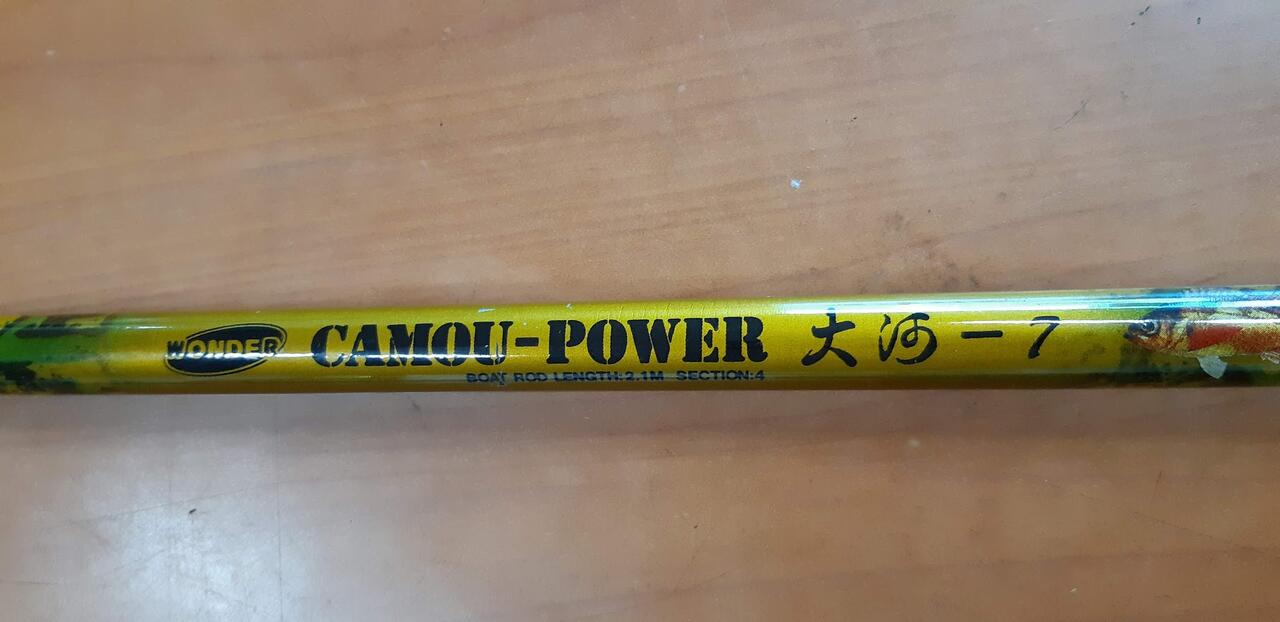 WONDER CAMOU-POWER 大河-7
BOAT ROD LENGTH:2.1M SECTION:4